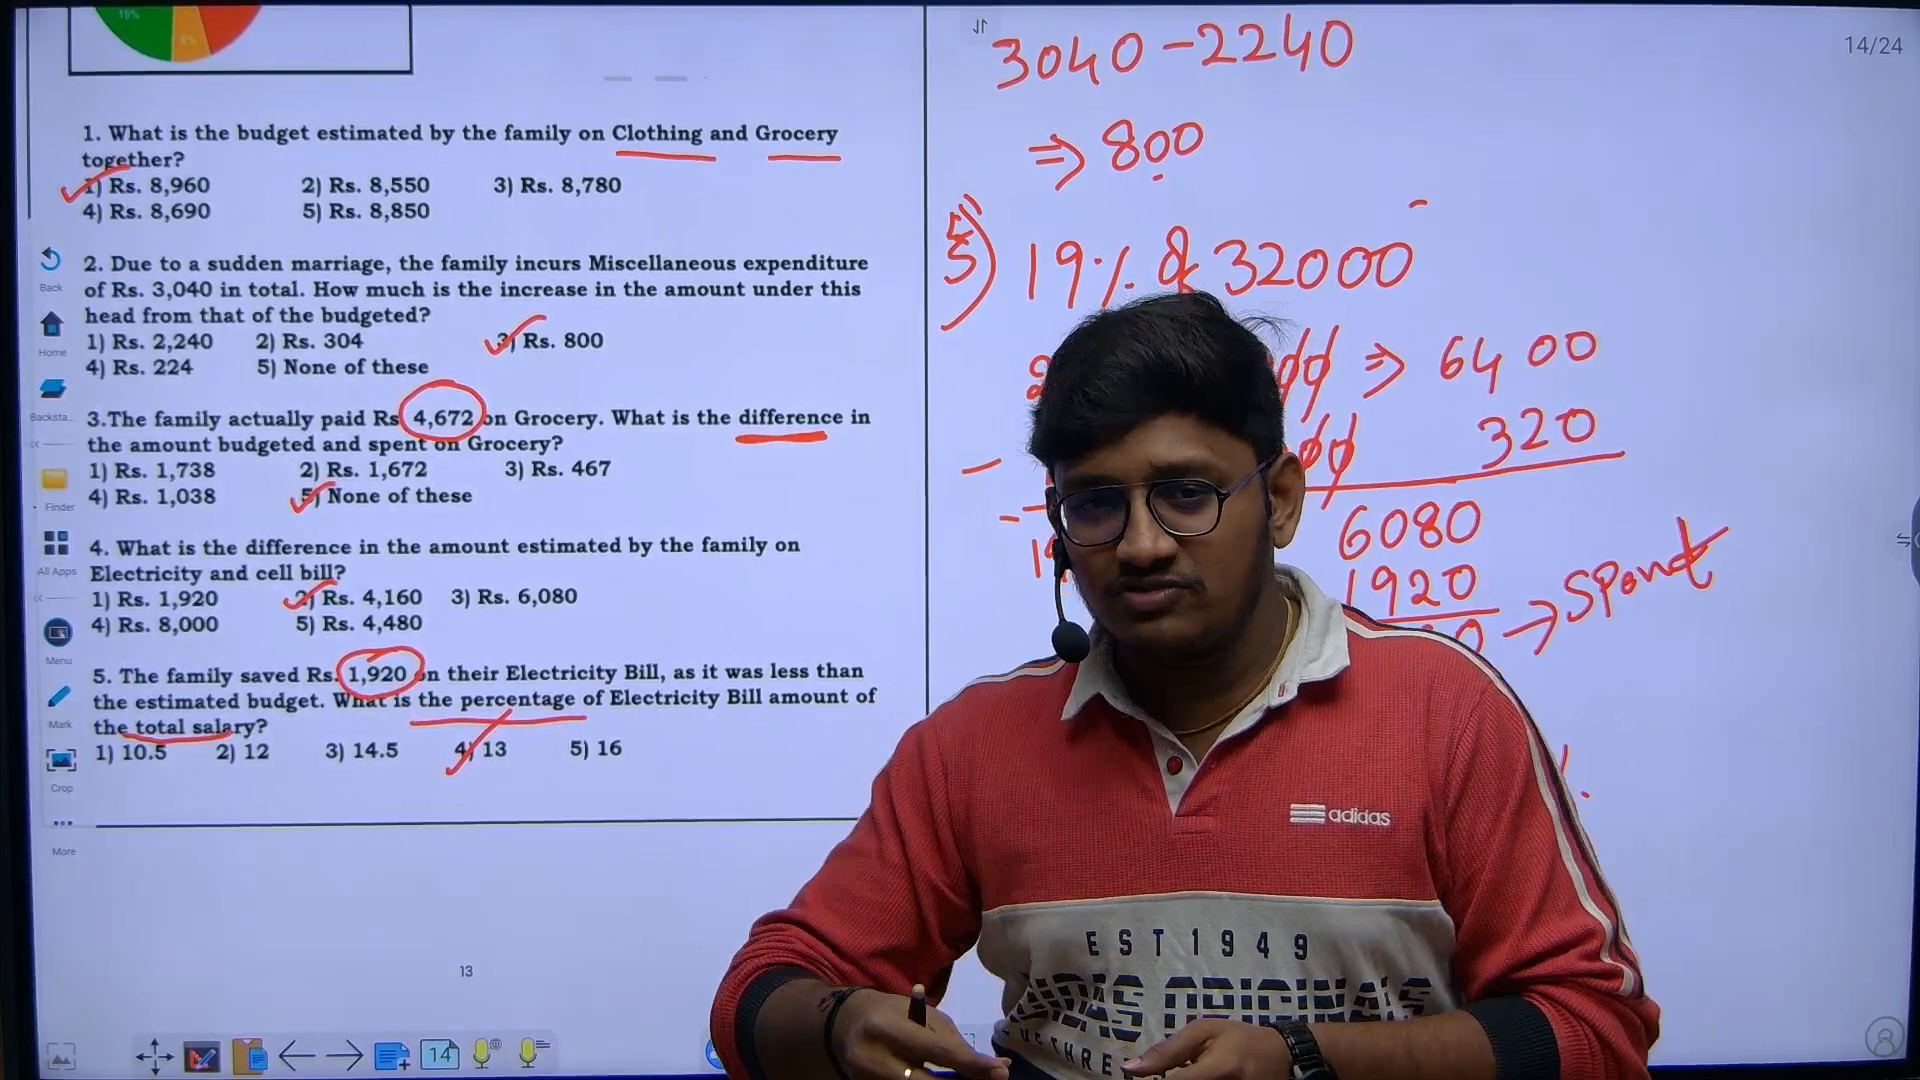 19%
6%
1. What is the budget estimated by the family on Clothing and Grocery
together?
1) Rs. 8,960 2) Rs. 8,550 3) Rs. 8,780
4) Rs. 8,690 5) Rs. 8,850
2. Due to a sudden marriage, the family incurs Miscellaneous expenditure
of Rs. 3,040 in total. How much is the increase in the amount under this
head from that of the budgeted?
1) Rs. 2,240 2) Rs. 304 3) Rs. 800
4) Rs. 224 5) None of these
3.The family actually paid Rs 4,672 on Grocery. What is the difference in
the amount budgeted and spent on Grocery?
1) Rs. 1,738 2) Rs. 1,672 3) Rs. 467
4) Rs. 1,038 5) None of these
4. What is the difference in the amount estimated by the family on
Electricity and cell bill?
1) Rs. 1,920 2) Rs. 4,160 3) Rs. 6,080
4) Rs. 8,000 5) Rs. 4,480
5. The family saved Rs. 1,920 on their Electricity Bill, as it was less than
the estimated budget. What is the percentage of Electricity Bill amount of
the total salary?
1) 10.5 2) 12 3) 14.5 4) 13 5) 16
13
Back
Home
Backsta...
Finder
All Apps
Menu
Mark
Crop
More
14
14/24
3040 - 2240
⇒ 800
5) 19% of 32000
⇒ 6400
320
6080
1920
→ Spent
adidas
EST 1949
ADIDAS ORIGINALS
THREE